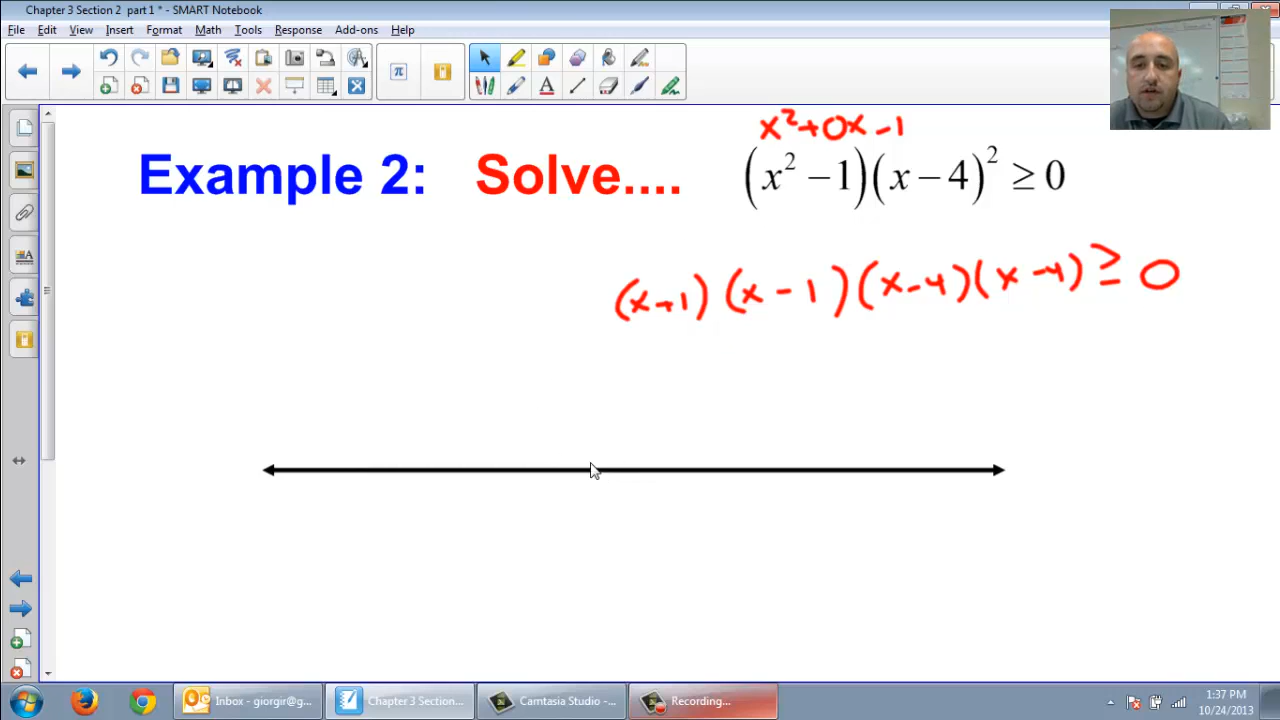 Chapter 3 Section 2 part 1 * - SMART Notebook
File Edit View Insert Format Math Tools Response Add-ons Help
π
A
x²+0x-1
Example 2: Solve.... (x² − 1)(x − 4)² ≥ 0
(x+1)(x-1)(x-4)(x-4) ≥ 0
Inbox - giorgir@g... Chapter 3 Section... Camtasia Studio -... Recording...
1:37 PM
10/24/2013